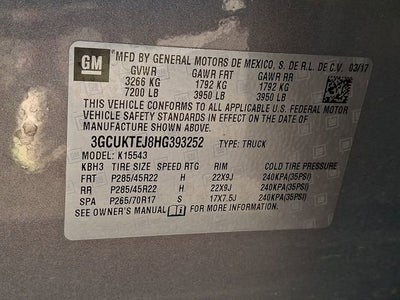 GM MFD BY GENERAL MOTORS DE MEXICO, S. DE R.L. DE C.V. 03/17
GVWR GAWR FRT GAWR RR
3266 KG 1792 KG 1792 KG
7200 LB 3950 LB 3950 LB
THIS VEHICLE CONFORMS TO ALL APPLICABLE U.S. FEDERAL MOTOR
VEHICLE SAFETY STANDARDS IN EFFECT ON THE DATE OF
MANUFACTURE SHOWN ABOVE.
3GCUKTEJ8HG393252 TYPE: TRUCK
MODEL: K15543
KBH3 TIRE SIZE SPEED RTG RIM COLD TIRE PRESSURE
FRT P285/45R22 H 22X9J 240KPA(35PSI)
RR P285/45R22 H 22X9J 240KPA(35PSI)
SPA P265/70R17 S 17X7.5J 240KPA(35PSI)
SEE OWNER'S MANUAL FOR MORE INFORMATION.